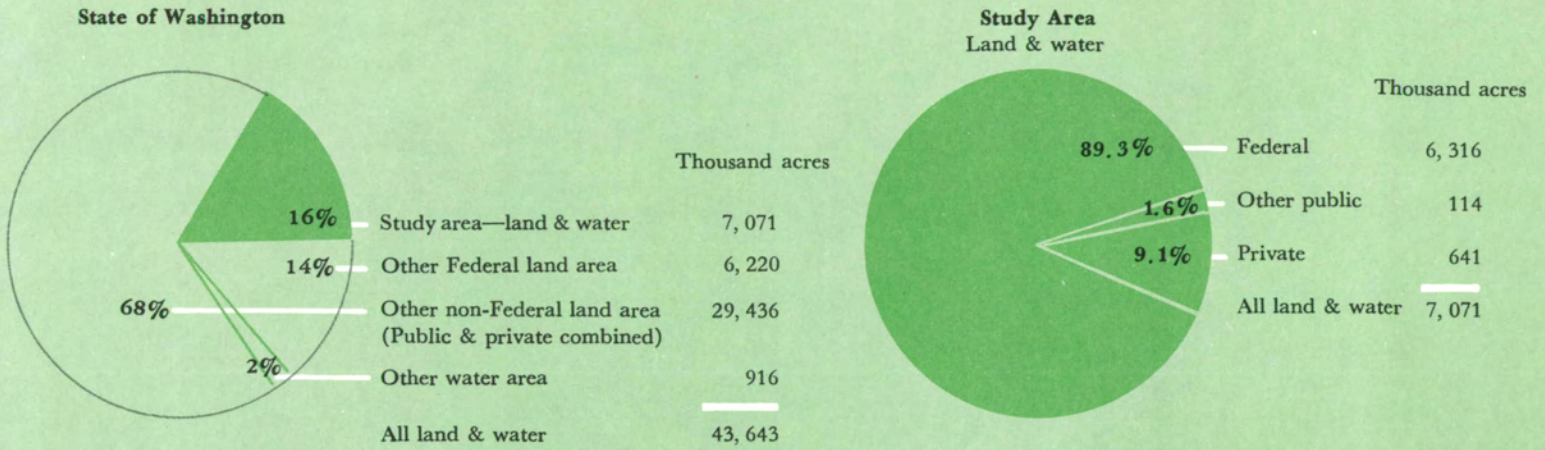 State of Washington
16%
14%
68%
2%
Thousand acres
Study area—land & water 7,071
Other Federal land area 6,220
Other non-Federal land area 29,436
(Public & private combined)
Other water area 916
All land & water 43,643
Study Area
Land & water
89.3%
1.6%
9.1%
Thousand acres
Federal 6,316
Other public 114
Private 641
All land & water 7,071